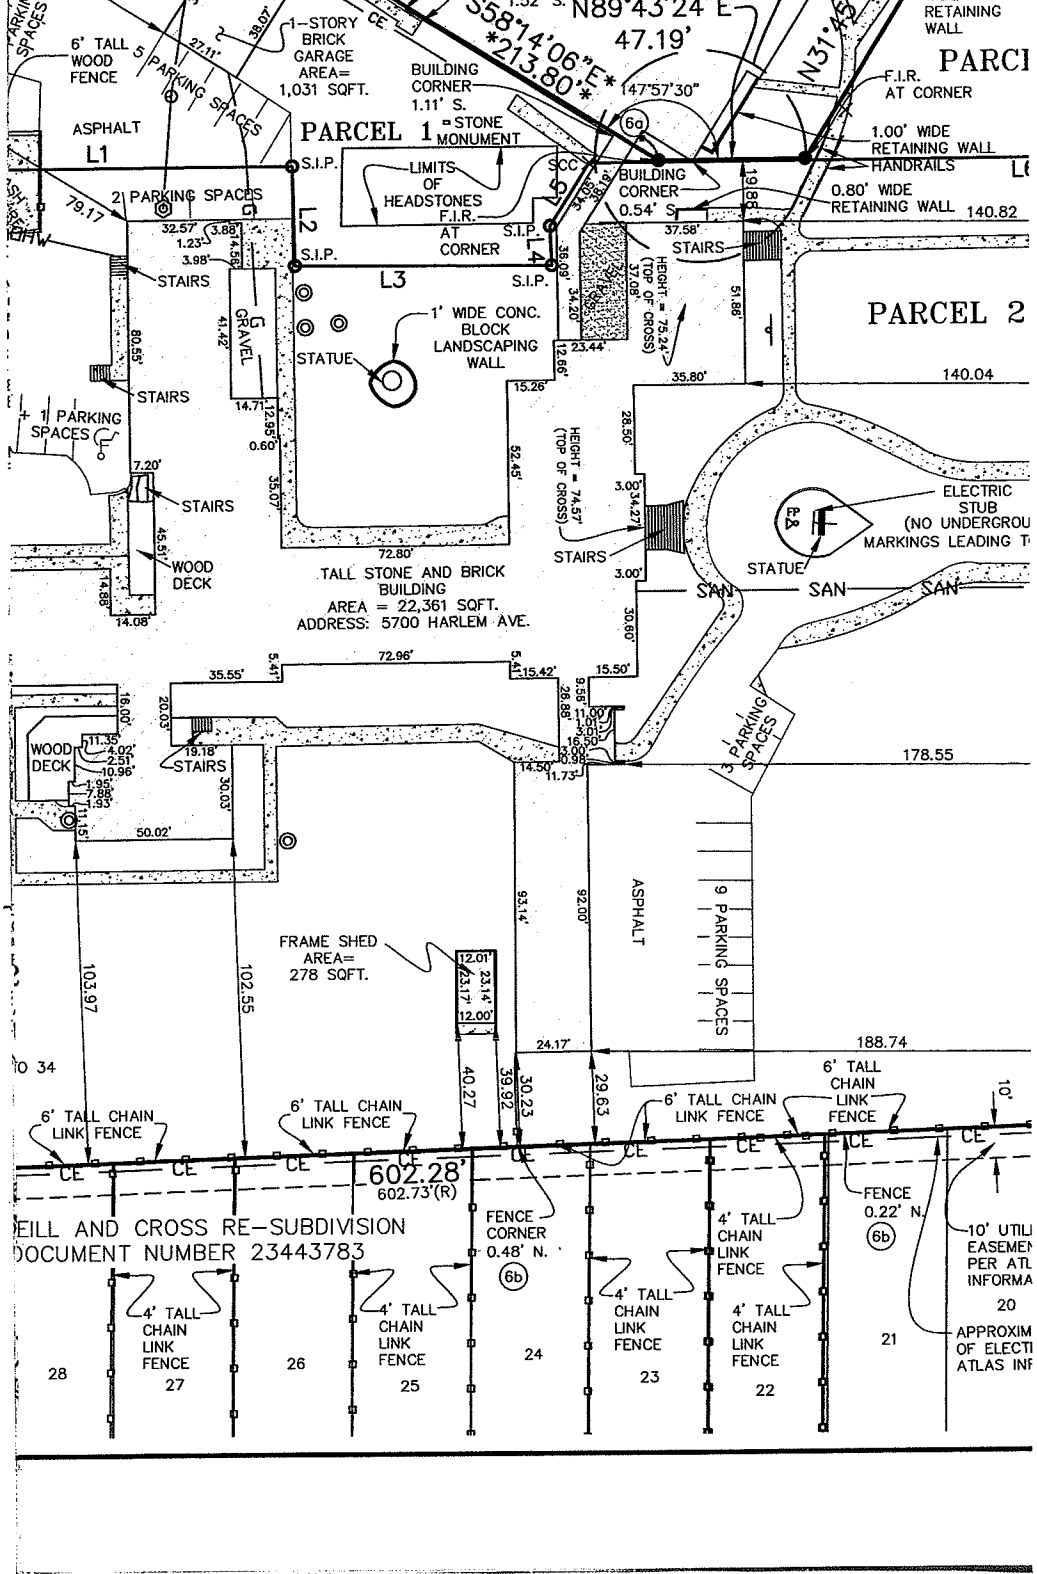 PARKING
SPACES
6' TALL
WOOD
FENCE
5 PARKING SPACES
27.11'
38.07'
1-STORY
BRICK
GARAGE
AREA=
1,031 SQFT.
CE
S58°14'06"E*
*213.80'*
1.52' S.
N89°43'24"E
47.19'
N31°45
RETAINING
WALL
PARCE
BUILDING
CORNER
1.11' S.
147°57'30"
F.I.R.
AT CORNER
ASPHALT
PARCEL 1
= STONE
MONUMENT
6a
1.00' WIDE
RETAINING WALL
HANDRAILS
L1
S.I.P.
LIMITS
OF
HEADSTONES
SCC
BUILDING
CORNER
0.54' S.
L6
2 PARKING SPACES
79.17
L2
F.I.R.
AT
CORNER
S.I.P.
L5
34.05'
38.19'
19.88
0.80' WIDE
RETAINING WALL
140.82
32.57'
3.88'
1.23'
14.56'
3.98'
G
S.I.P.
L3
S.I.P.
L4
36.09'
37.58'
STAIRS
STAIRS
GRAVEL
34.20'
37.08'
HEIGHT = 75.24'
(TOP OF CROSS)
51.86'
PARCEL 2
80.55'
41.42'
G
GRAVEL
1' WIDE CONC.
BLOCK
LANDSCAPING
WALL
STATUE
23.44'
12.66'
15.26'
35.80'
140.04
STAIRS
14.71'
12.95'
0.60'
+ 1 PARKING
SPACES
28.50'
HEIGHT = 74.57'
(TOP OF CROSS)
52.45'
35.07'
7.20'
STAIRS
3.00'
34.27'
ELECTRIC
STUB
(NO UNDERGROU
MARKINGS LEADING TO
EP
STATUE
STAIRS
45.51'
WOOD
DECK
72.80'
3.00'
14.88'
14.08'
TALL STONE AND BRICK
BUILDING
AREA = 22,361 SQFT.
ADDRESS: 5700 HARLEM AVE.
SAN
SAN
SAN
30.60'
72.96'
35.55'
5.41'
5.41'
15.42'
15.50'
16.00'
20.03'
26.88'
9.56'
11.00'
1.01'
3.01'
16.50'
3.00'
0.98'
14.50'
11.73'
3 PARKING
SPACES
178.55
WOOD
DECK
11.35'
4.02'
2.51'
10.96'
1.95'
7.88'
1.93'
11.15'
19.18'
STAIRS
30.03'
50.02'
93.14'
92.00'
ASPHALT
9 PARKING SPACES
FRAME SHED
AREA=
278 SQFT.
12.01'
23.17'
23.14'
12.00'
103.97
102.55
24.17'
188.74
O 34
40.27
39.92
30.23
29.63
6' TALL CHAIN
LINK FENCE
6' TALL CHAIN
LINK FENCE
6' TALL CHAIN
LINK FENCE
6' TALL
CHAIN
LINK
FENCE
10'
CE
CE
CE
CE
CE
CE
CE
602.28'
602.73'(R)
EILL AND CROSS RE-SUBDIVISION
DOCUMENT NUMBER 23443783
FENCE
CORNER
0.48' N.
6b
4' TALL
CHAIN
LINK
FENCE
FENCE
0.22' N.
6b
10' UTILI
EASEMEN
PER ATL
INFORMA
20
4' TALL
CHAIN
LINK
FENCE
4' TALL
CHAIN
LINK
FENCE
4' TALL
CHAIN
LINK
FENCE
4' TALL
CHAIN
LINK
FENCE
APPROXIM
OF ELECTI
ATLAS INF
28
27
26
25
24
23
22
21